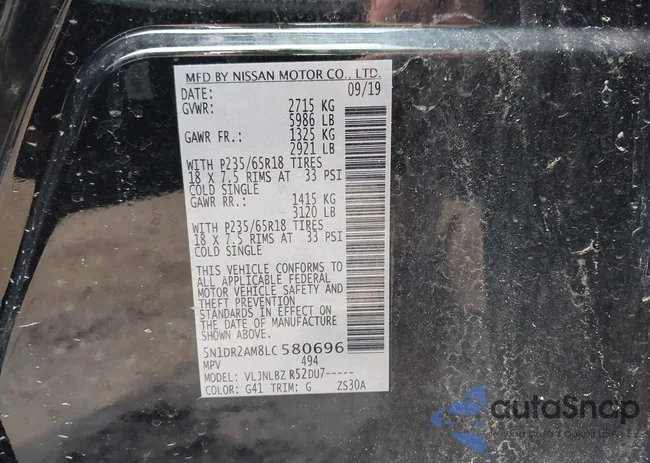 MFD BY NISSAN MOTOR CO., LTD.
DATE: 09/19
GVWR: 2715 KG
5986 LB
GAWR FR.: 1325 KG
2921 LB
WITH P235/65R18 TIRES
18 X 7.5 RIMS AT 33 PSI
COLD SINGLE
GAWR RR.: 1415 KG
3120 LB
WITH P235/65R18 TIRES
18 X 7.5 RIMS AT 33 PSI
COLD SINGLE
THIS VEHICLE CONFORMS TO
ALL APPLICABLE FEDERAL
MOTOR VEHICLE SAFETY AND
THEFT PREVENTION
STANDARDS IN EFFECT ON
THE DATE OF MANUFACTURE
SHOWN ABOVE.
5N1DR2AM8LC580696
MPV 494
MODEL: VLJNLBZ R52DU7-----
COLOR: G41 TRIM: G ZS30A
autoSnap